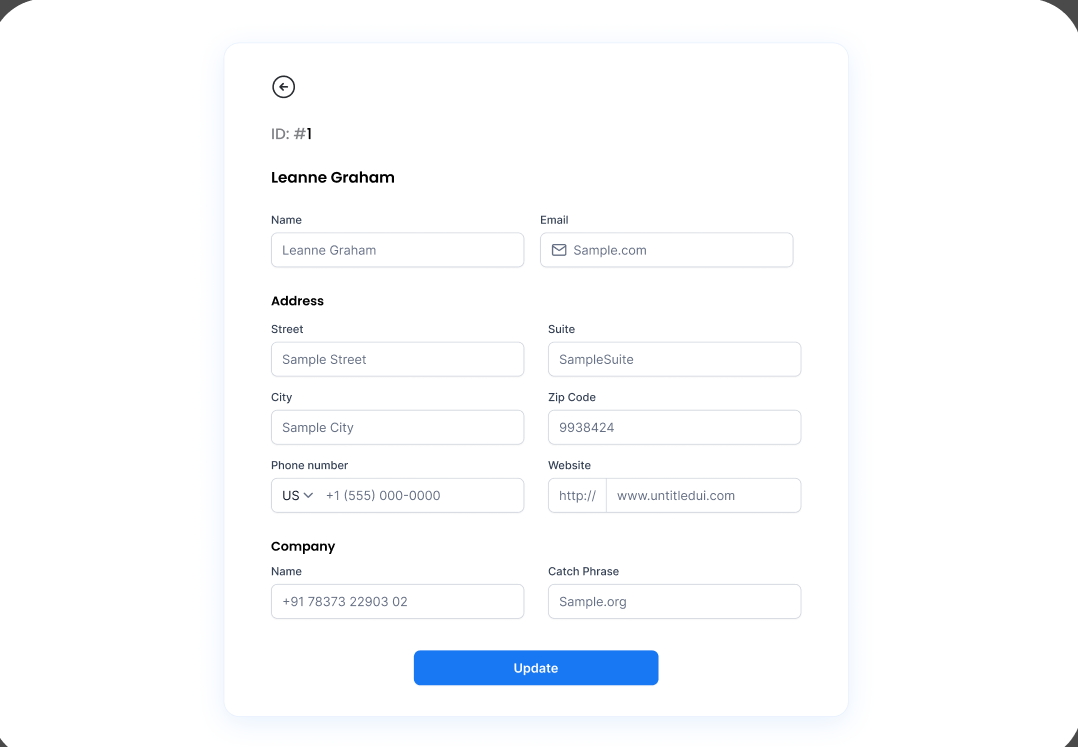 ID: #1
Leanne Graham
Name Email
Leanne Graham Sample.com
Address
Street Suite
Sample Street SampleSuite
City Zip Code
Sample City 9938424
Phone number Website
US +1 (555) 000-0000 http:// www.untitledui.com
Company
Name Catch Phrase
+91 78373 22903 02 Sample.org
Update